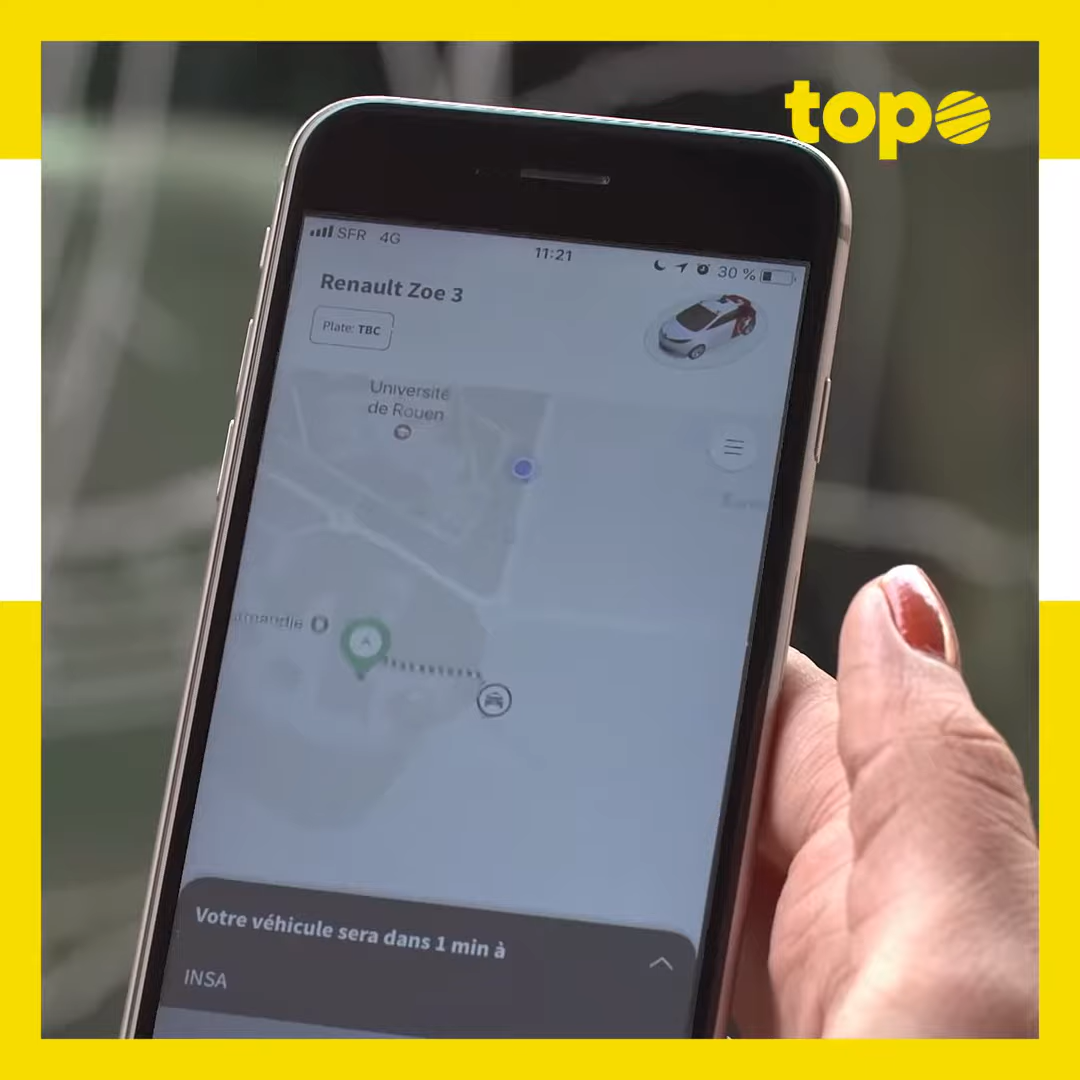 topo
SFR 4G
11:21
30 %
Renault Zoe 3
Plate: TBC
Université
de Rouen
Votre véhicule sera dans 1 min à
INSA